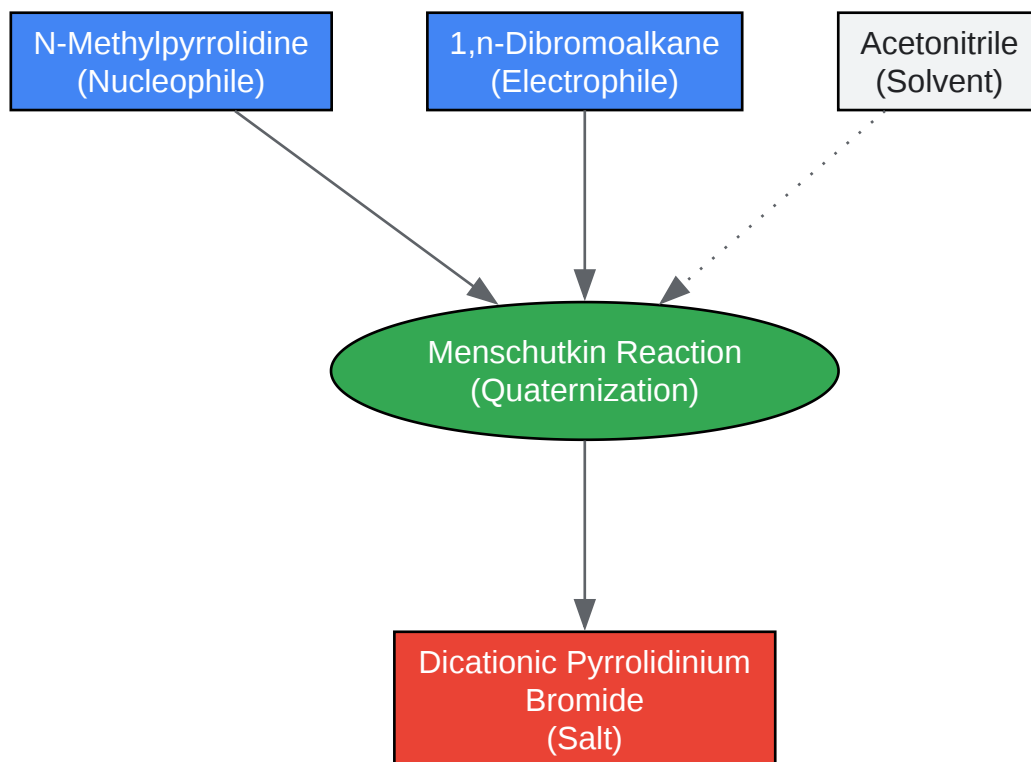 N-Methylpyrrolidine
(Nucleophile)
1,n-Dibromoalkane
(Electrophile)
Acetonitrile
(Solvent)
Menschutkin Reaction
(Quaternization)
Dicationic Pyrrolidinium
Bromide
(Salt)